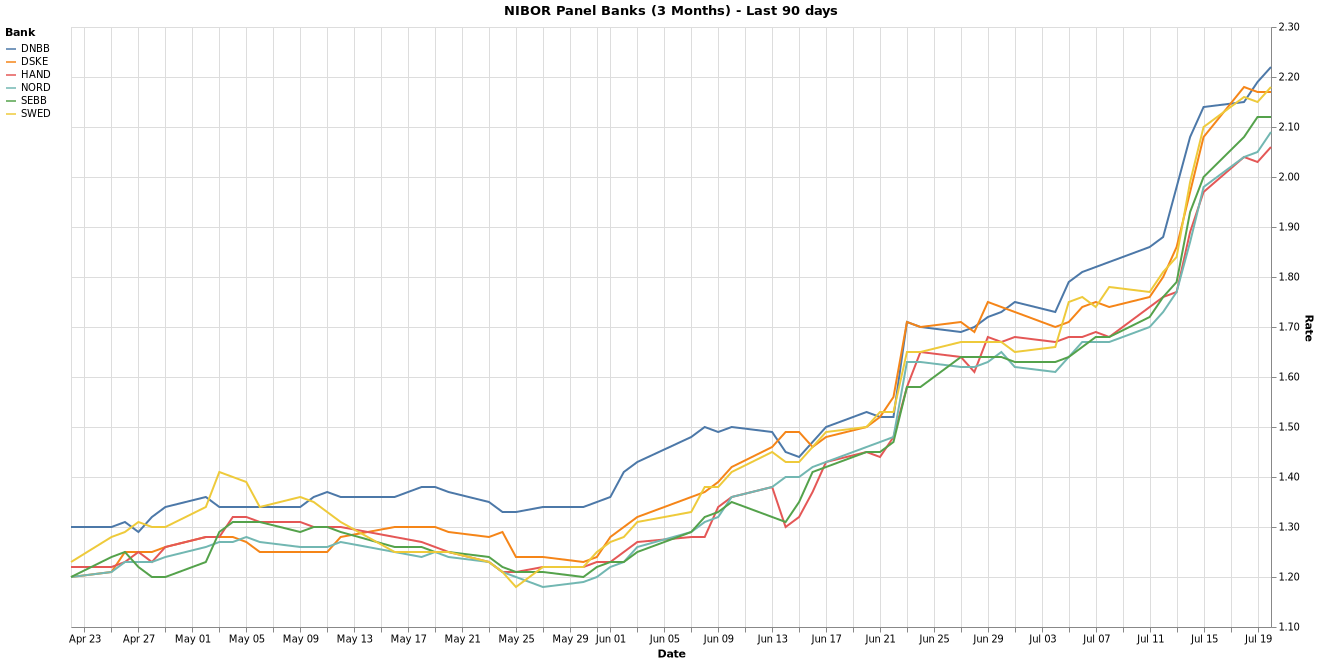 NIBOR Panel Banks (3 Months) - Last 90 days
Bank
DNBB
DSKE
HAND
NORD
SEBB
SWED
2.30
2.20
2.10
2.00
1.90
1.80
1.70
1.60
1.50
1.40
1.30
1.20
1.10
Rate
Apr 23 Apr 27 May 01 May 05 May 09 May 13 May 17 May 21 May 25 May 29 Jun 01 Jun 05 Jun 09 Jun 13 Jun 17 Jun 21 Jun 25 Jun 29 Jul 03 Jul 07 Jul 11 Jul 15 Jul 19
Date